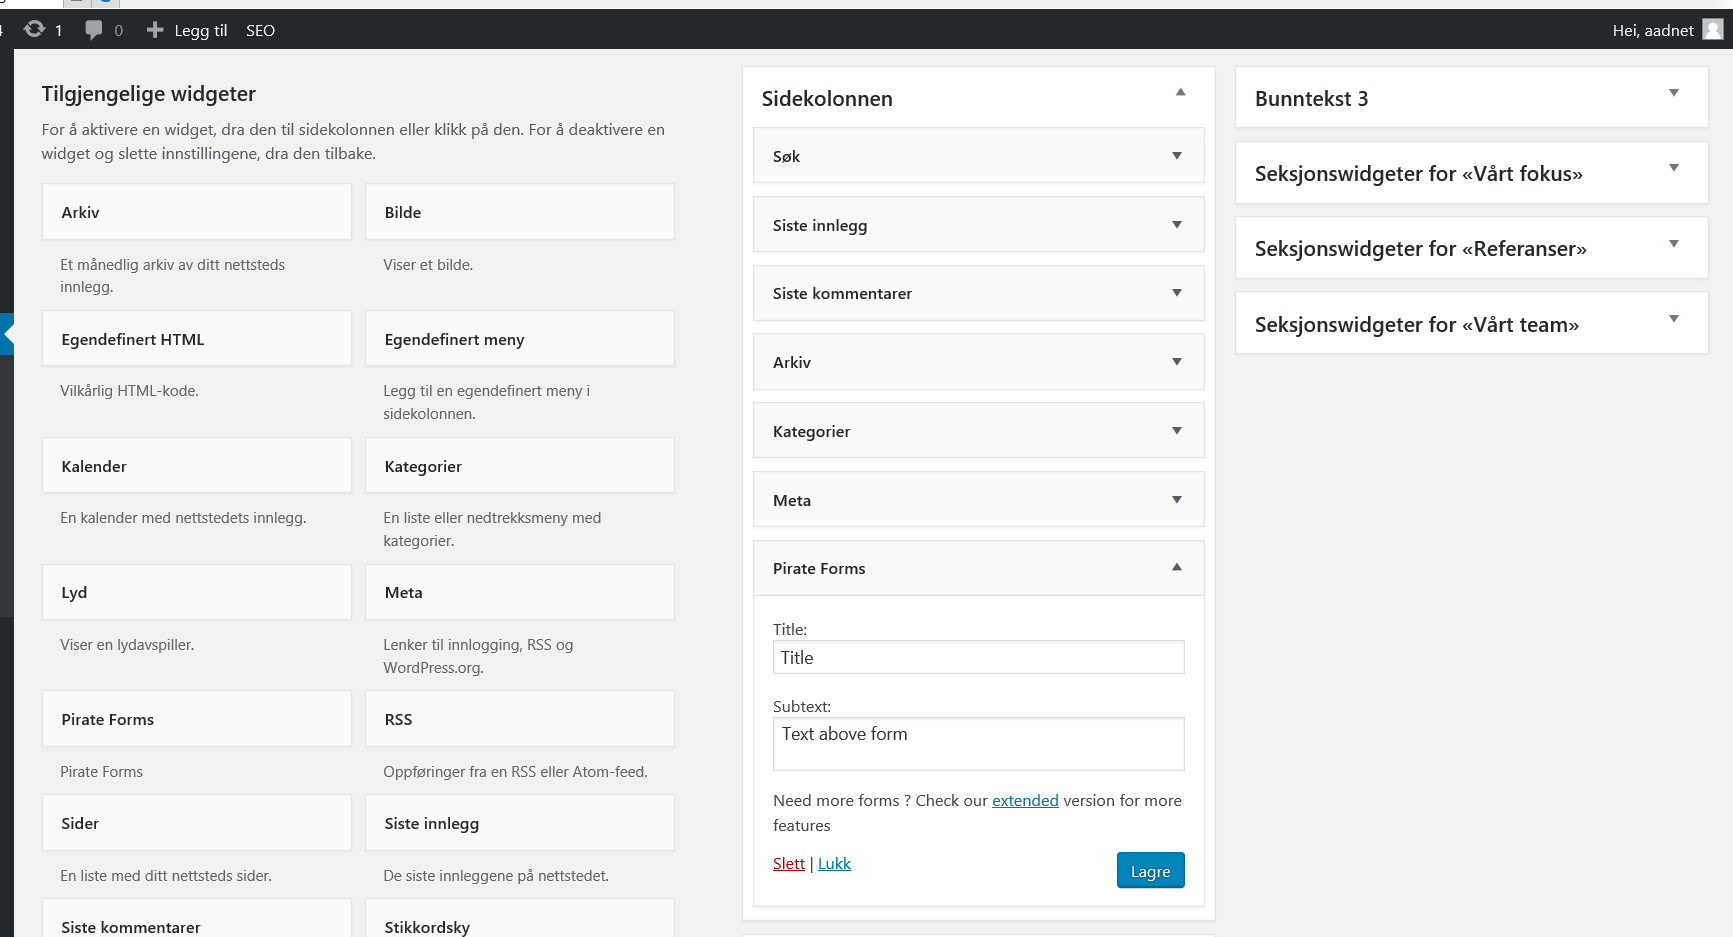 1
0
Legg til
SEO
Hei, aadnet
Tilgjengelige widgeter
For å aktivere en widget, dra den til sidekolonnen eller klikk på den. For å deaktivere en
widget og slette innstillingene, dra den tilbake.
Arkiv
Et månedlig arkiv av ditt nettsteds
innlegg.
Bilde
Viser et bilde.
Egendefinert HTML
Vilkårlig HTML-kode.
Egendefinert meny
Legg til en egendefinert meny i
sidekolonnen.
Kalender
En kalender med nettstedets innlegg.
Kategorier
En liste eller nedtrekksmeny med
kategorier.
Lyd
Viser en lydavspiller.
Meta
Lenker til innlogging, RSS og
WordPress.org.
Pirate Forms
Pirate Forms
RSS
Oppføringer fra en RSS eller Atom-feed.
Sider
En liste med ditt nettsteds sider.
Siste innlegg
De siste innleggene på nettstedet.
Siste kommentarer
Stikkordsky
Sidekolonnen
Søk
Siste innlegg
Siste kommentarer
Arkiv
Kategorier
Meta
Pirate Forms
Title:
Title
Subtext:
Text above form
Need more forms ? Check our extended version for more
features
Slett | Lukk
Lagre
Bunntekst 3
Seksjonswidgeter for «Vårt fokus»
Seksjonswidgeter for «Referanser»
Seksjonswidgeter for «Vårt team»